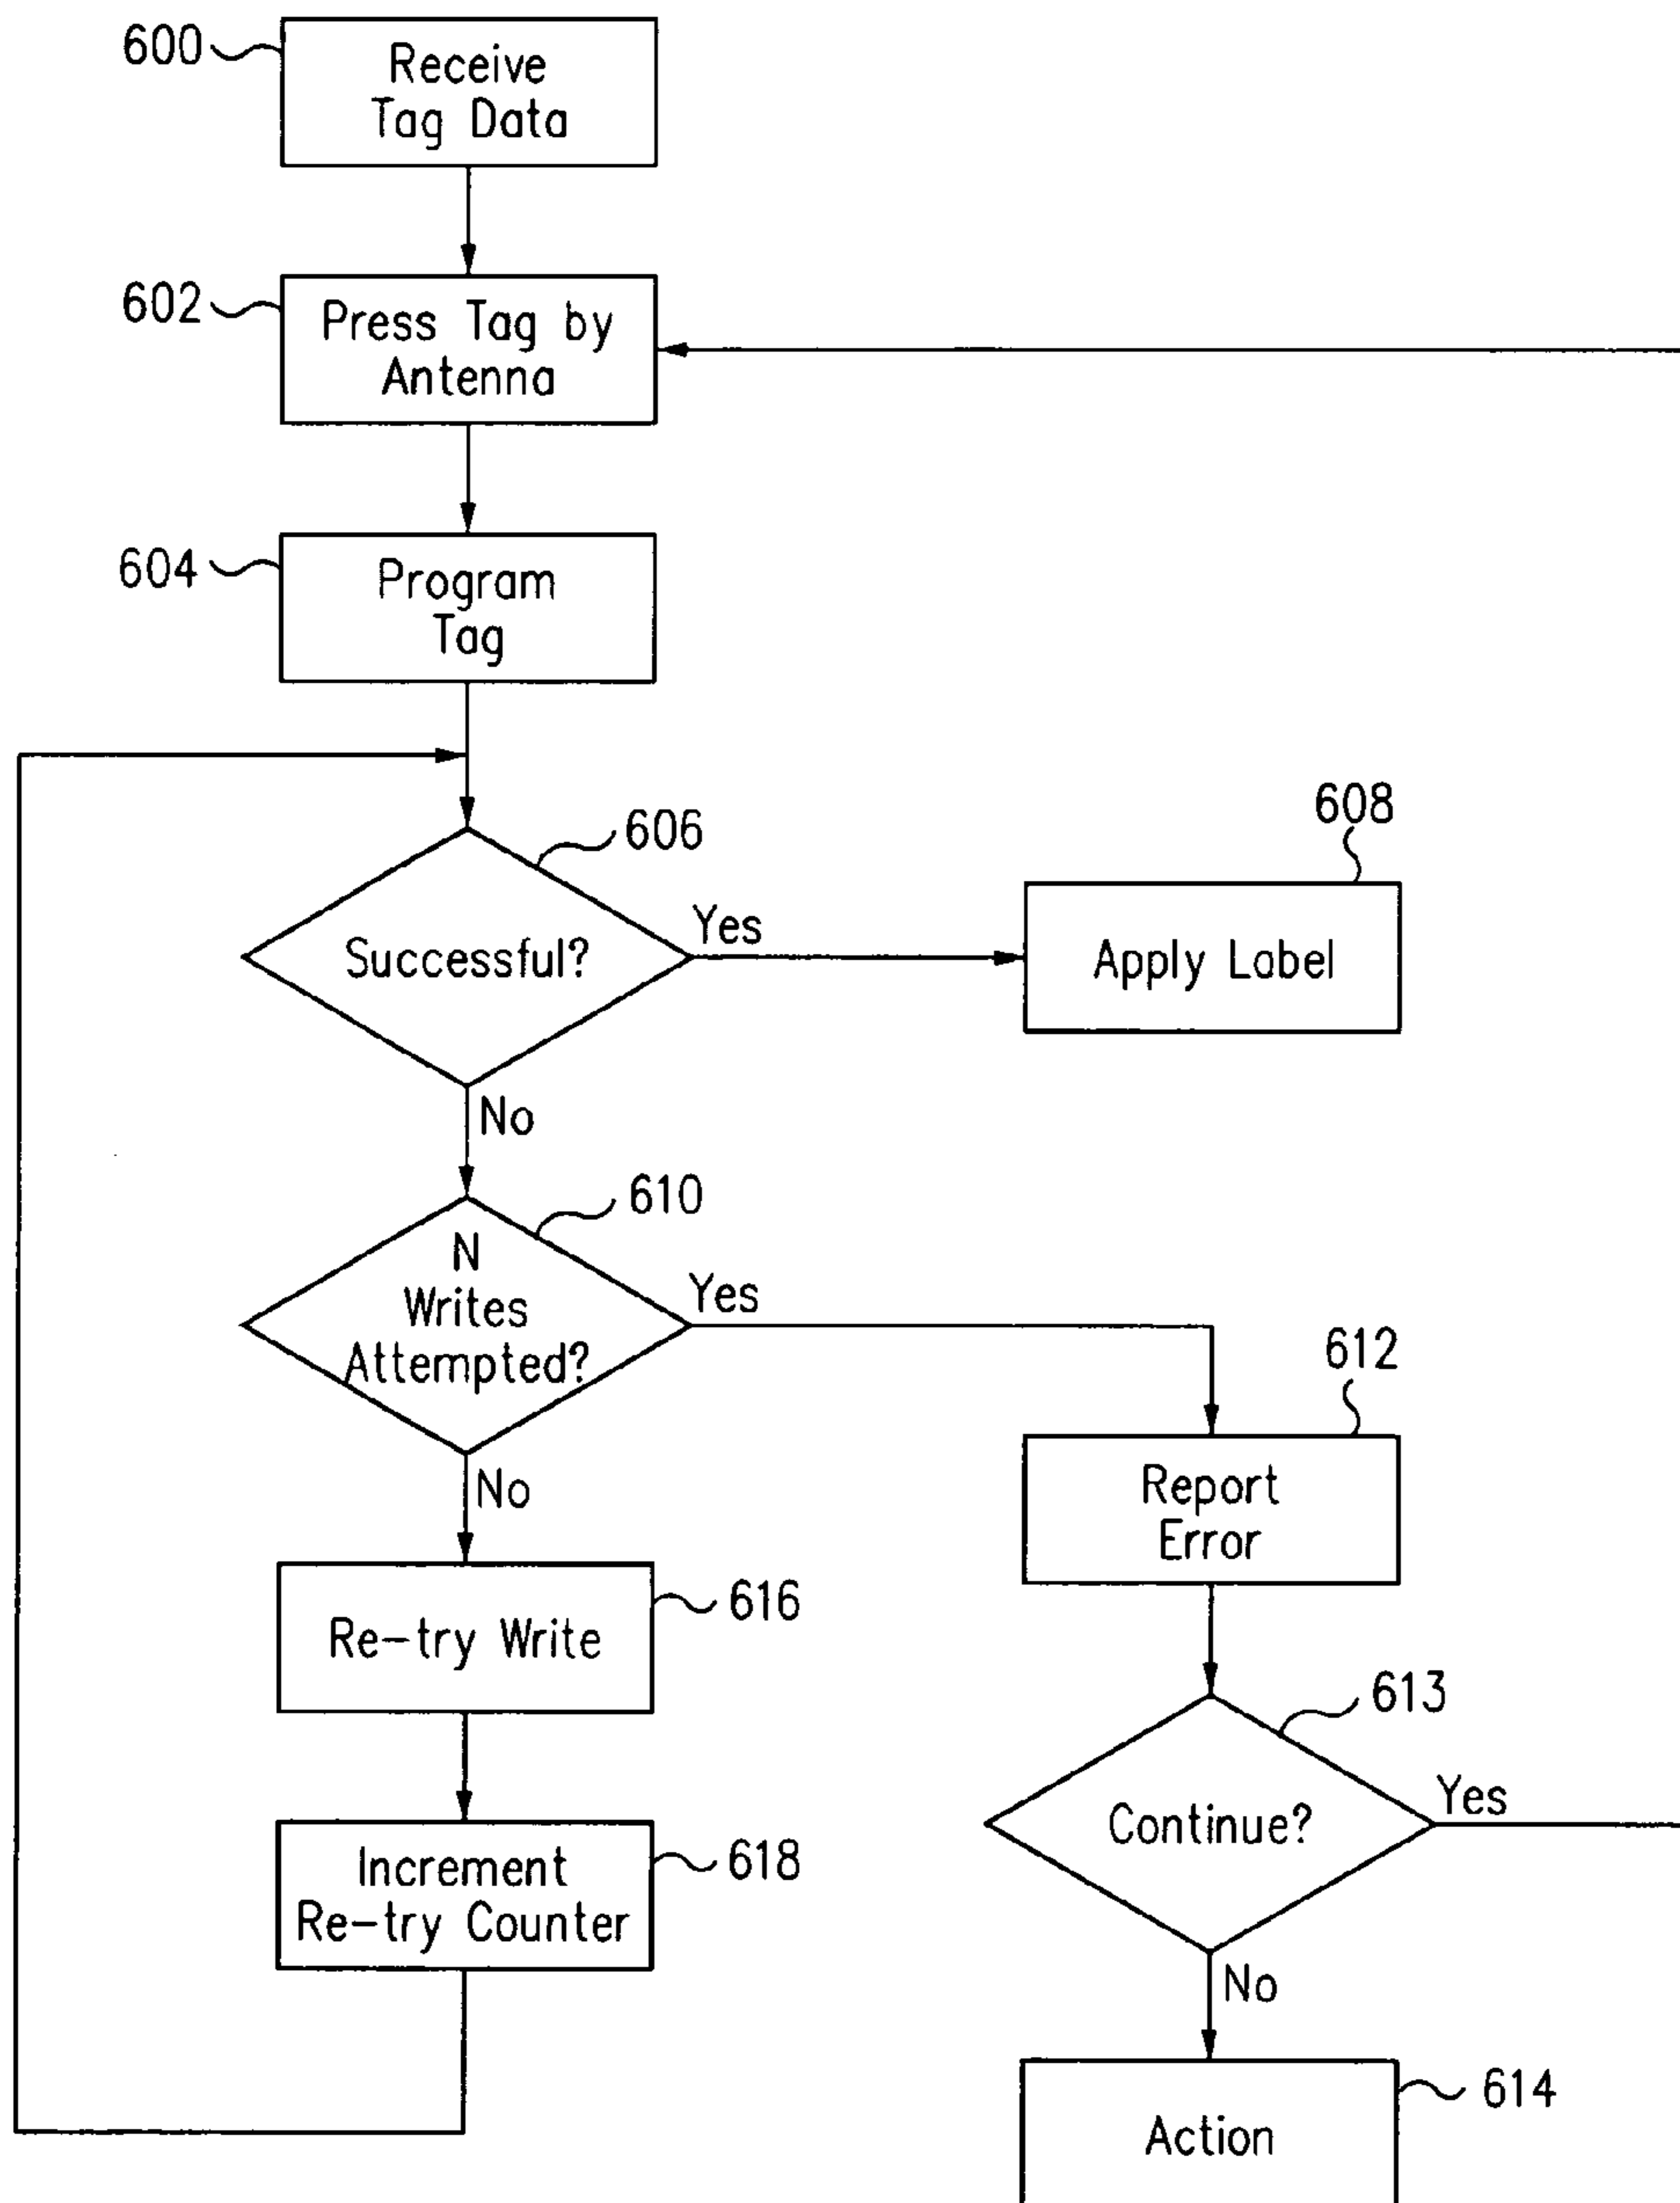 600
Receive
Tag Data
602
Press Tag by
Antenna
604
Program
Tag
606
Successful?
Yes
608
Apply Label
No
610
N
Writes
Attempted?
Yes
612
Report
Error
No
616
Re-try Write
613
Continue?
Yes
618
Increment
Re-try Counter
No
614
Action